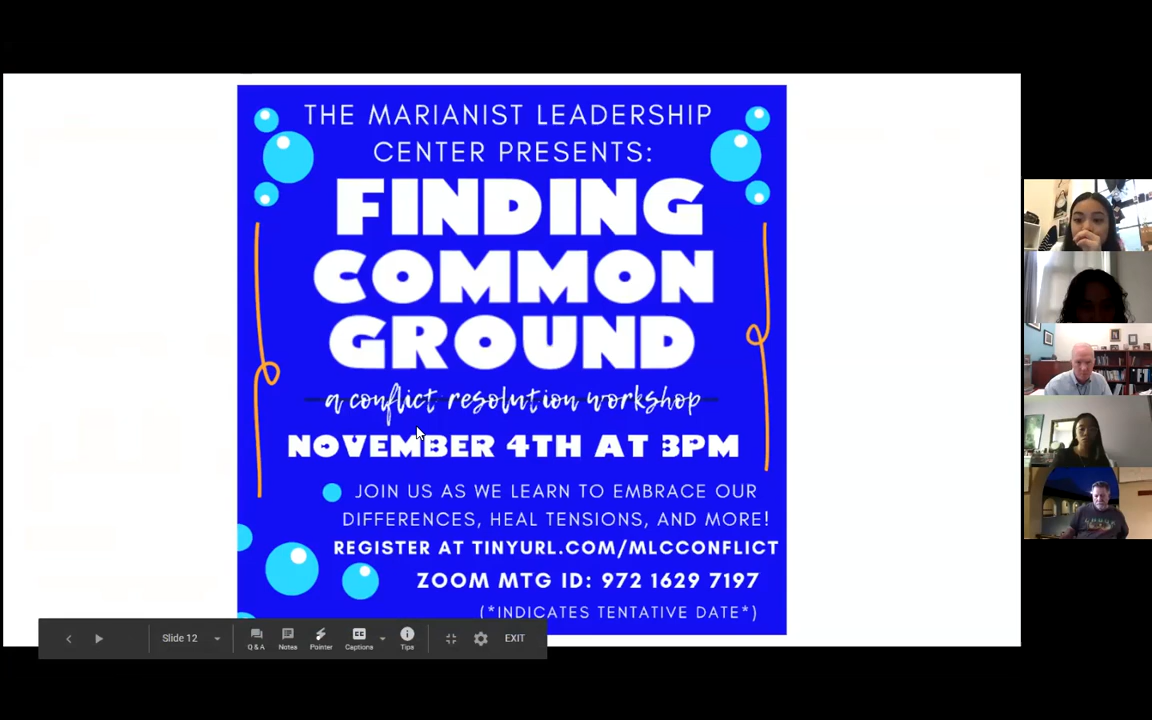 THE MARIANIST LEADERSHIP
CENTER PRESENTS:
FINDING
COMMON
GROUND
a conflict resolution workshop
NOVEMBER 4TH AT 3PM
JOIN US AS WE LEARN TO EMBRACE OUR
DIFFERENCES, HEAL TENSIONS, AND MORE!
REGISTER AT TINYURL.COM/MLCCONFLICT
ZOOM MTG ID: 972 1629 7197
(*INDICATES TENTATIVE DATE*)
Slide 12
Q & A
Notes
Pointer
Captions
Tips
EXIT